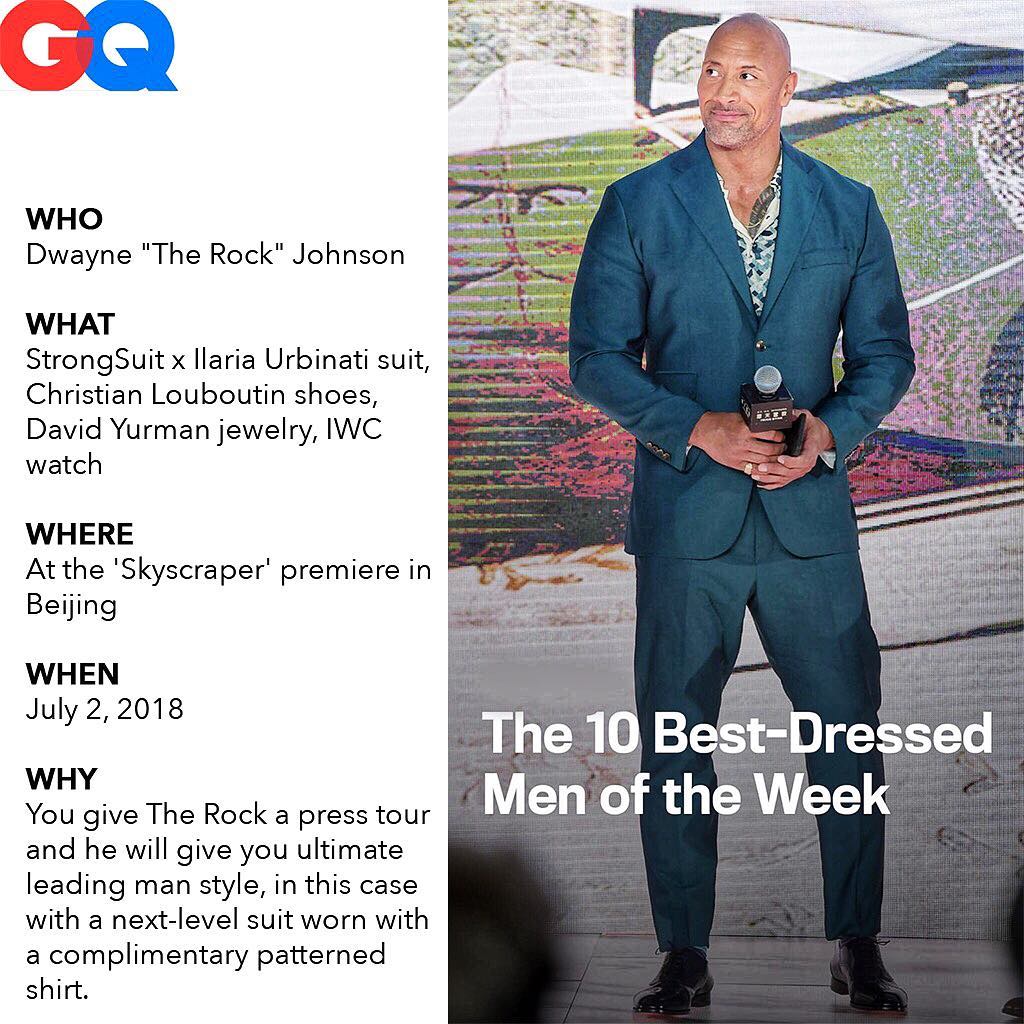 GQ
WHO
Dwayne "The Rock" Johnson
WHAT
StrongSuit x Ilaria Urbinati suit,
Christian Louboutin shoes,
David Yurman jewelry, IWC
watch
WHERE
At the 'Skyscraper' premiere in
Beijing
WHEN
July 2, 2018
WHY
You give The Rock a press tour
and he will give you ultimate
leading man style, in this case
with a next-level suit worn with
a complimentary patterned
shirt.
The 10 Best-Dressed
Men of the Week